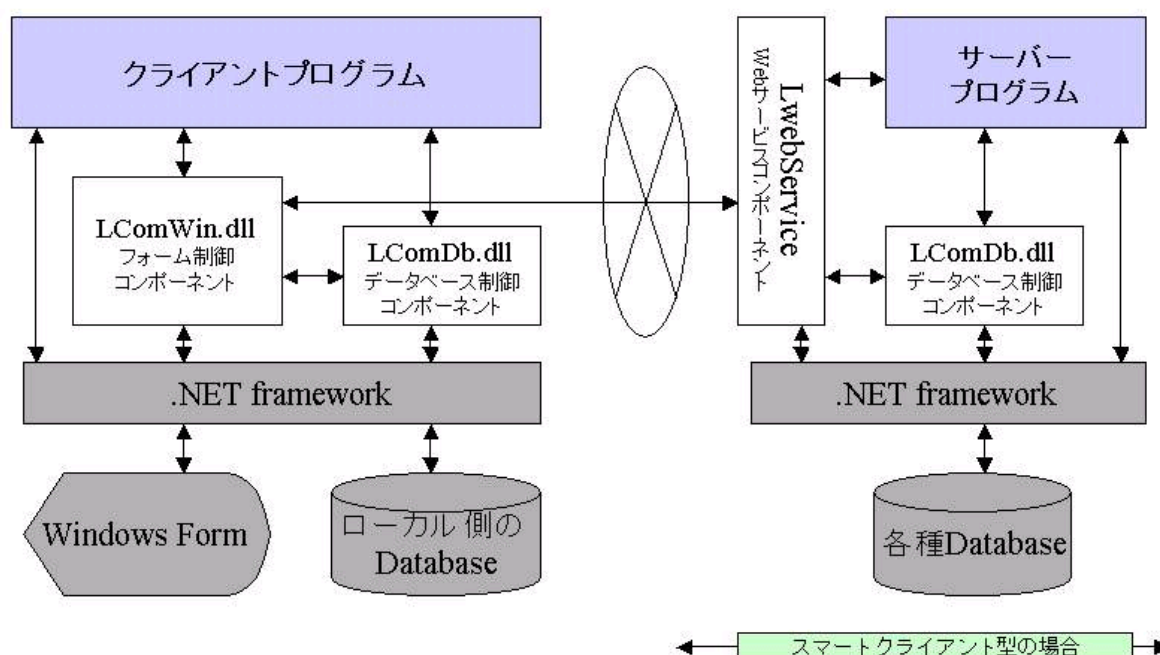 クライアントプログラム
LComWin.dll
フォーム制御
コンポーネント
LComDb.dll
データベース制御
コンポーネント
.NET framework
Windows Form
ローカル側の
Database
LwebService
Webサービスコンポーネント
サーバー
プログラム
LComDb.dll
データベース制御
コンポーネント
.NET framework
各種Database
スマートクライアント型の場合